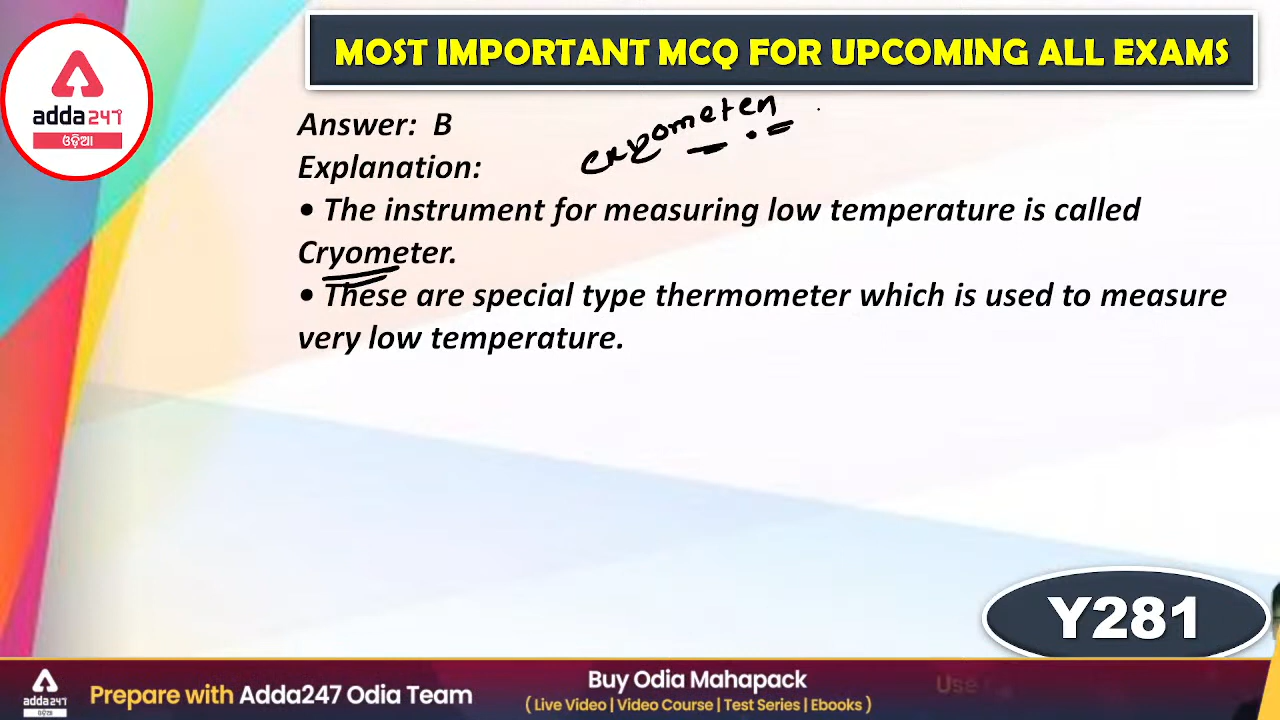 MOST IMPORTANT MCQ FOR UPCOMING ALL EXAMS
adda247
ଓଡ଼ିଆ
Answer: B
cryometer
Explanation:
• The instrument for measuring low temperature is called
Cryometer.
• These are special type thermometer which is used to measure
very low temperature.
Y281
adda247
ଓଡ଼ିଆ
Prepare with Adda247 Odia Team
Buy Odia Mahapack
( Live Video | Video Course | Test Series | Ebooks )
Use